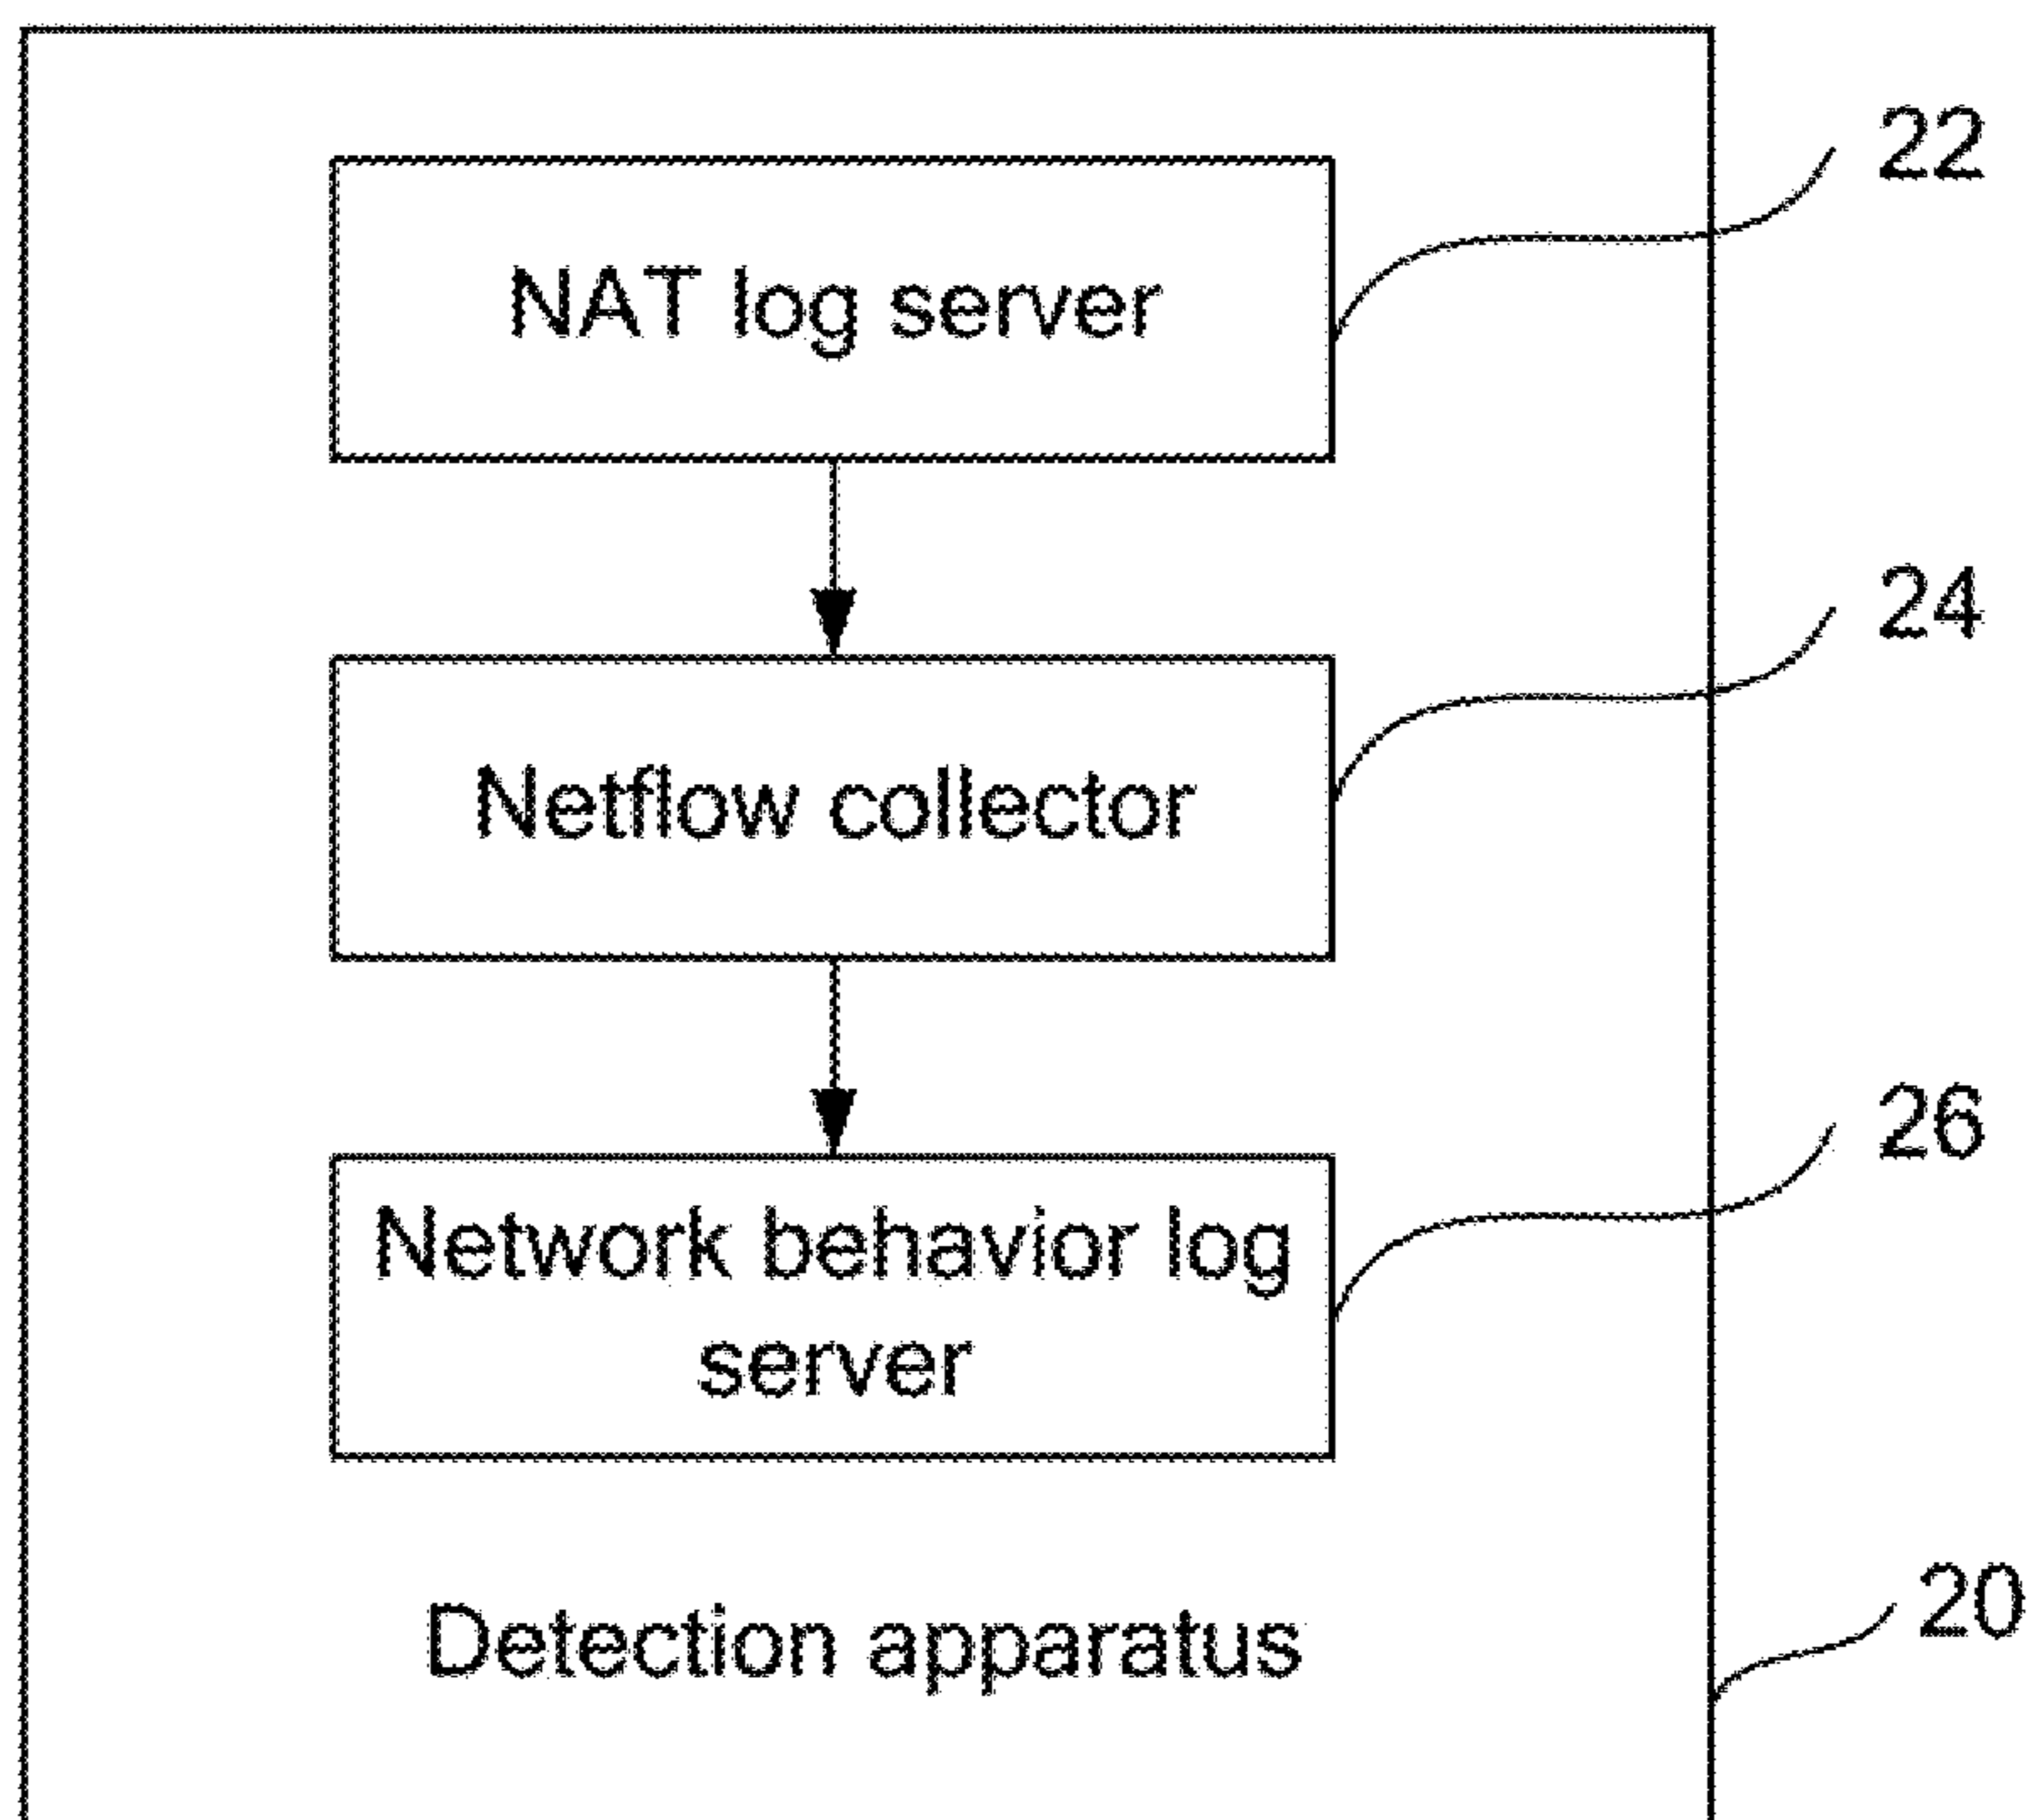 22
NAT log server
24
Netflow collector
26
Network behavior log
server
Detection apparatus
20